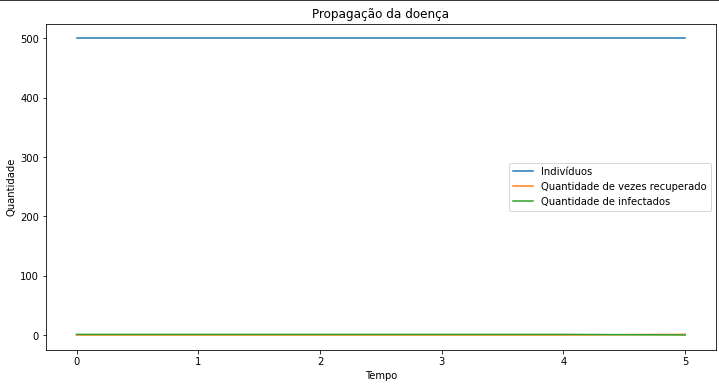 Propagação da doença
Quantidade
500
400
300
200
100
0
Indivíduos
Quantidade de vezes recuperado
Quantidade de infectados
0 1 2 3 4 5
Tempo